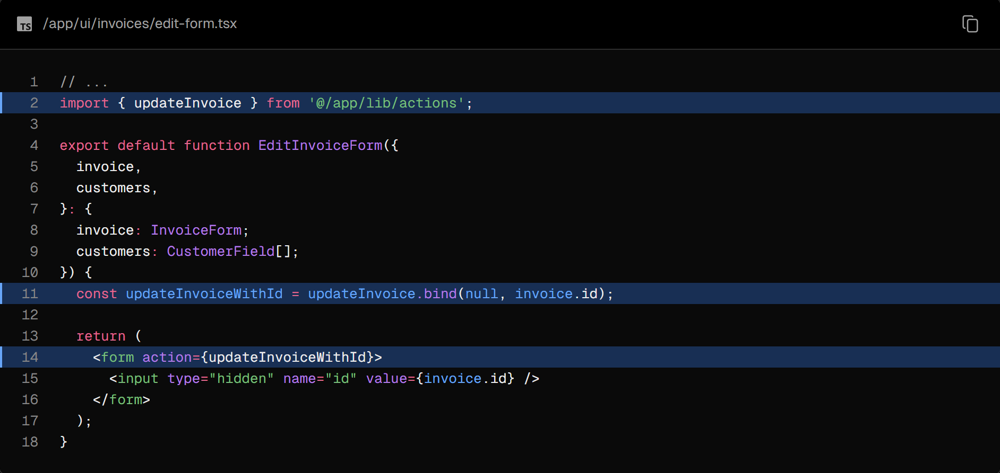 TS /app/ui/invoices/edit-form.tsx
1 // ...
2 import { updateInvoice } from '@/app/lib/actions';
3
4 export default function EditInvoiceForm({
5   invoice,
6   customers,
7 }: {
8   invoice: InvoiceForm;
9   customers: CustomerField[];
10 }) {
11   const updateInvoiceWithId = updateInvoice.bind(null, invoice.id);
12
13   return (
14     <form action={updateInvoiceWithId}>
15       <input type="hidden" name="id" value={invoice.id} />
16     </form>
17   );
18 }